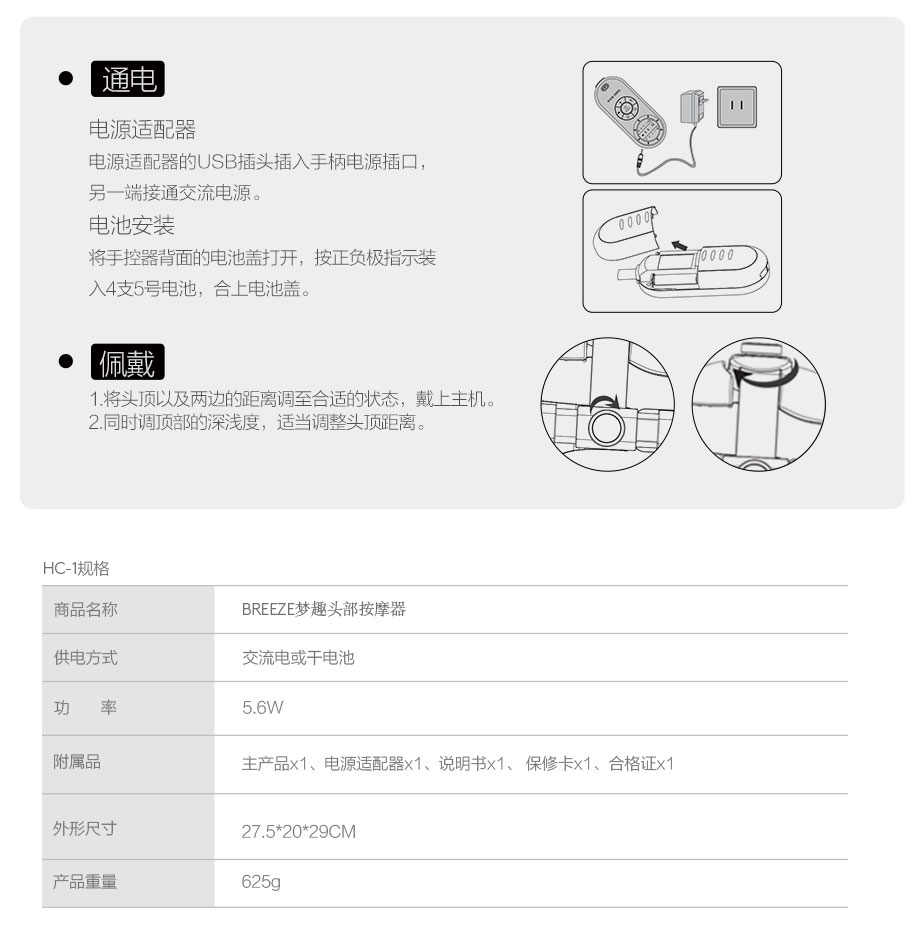 通电
电源适配器
电源适配器的USB插头插入手柄电源插口，
另一端接通交流电源。
电池安装
将手控器背面的电池盖打开，按正负极指示装
入4支5号电池，合上电池盖。
佩戴
1.将头顶以及两边的距离调至合适的状态，戴上主机。
2.同时调顶部的深浅度，适当调整头顶距离。
HC-1规格
商品名称 BREEZE梦趣头部按摩器
供电方式 交流电或干电池
功 率 5.6W
附属品 主产品x1、电源适配器x1、说明书x1、 保修卡x1、合格证x1
外形尺寸 27.5*20*29CM
产品重量 625g